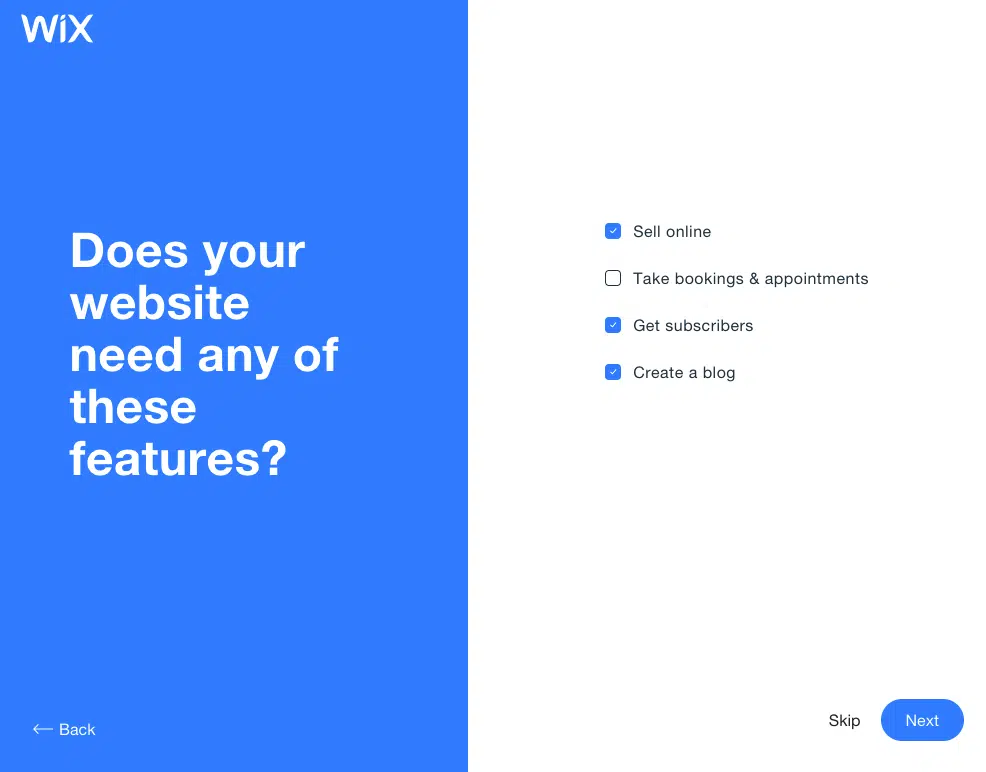 WiX
Does your
website
need any of
these
features?
Sell online
Take bookings & appointments
Get subscribers
Create a blog
Back
Skip
Next